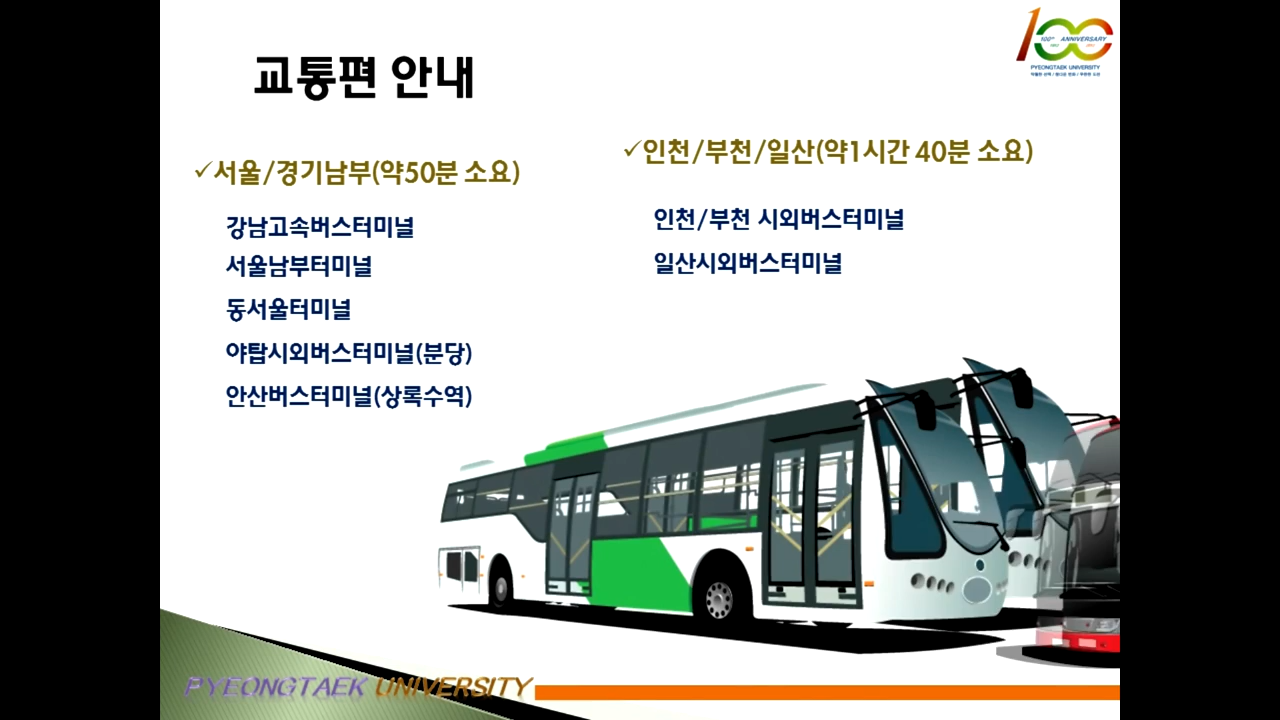 교통편 안내
100th ANNIVERSARY
PYEONGTAEK UNIVERSITY
✓서울/경기남부(약50분 소요)
강남고속버스터미널
서울남부터미널
동서울터미널
야탑시외버스터미널(분당)
안산버스터미널(상록수역)
✓인천/부천/일산(약1시간 40분 소요)
인천/부천 시외버스터미널
일산시외버스터미널
PYEONGTAEK UNIVERSITY